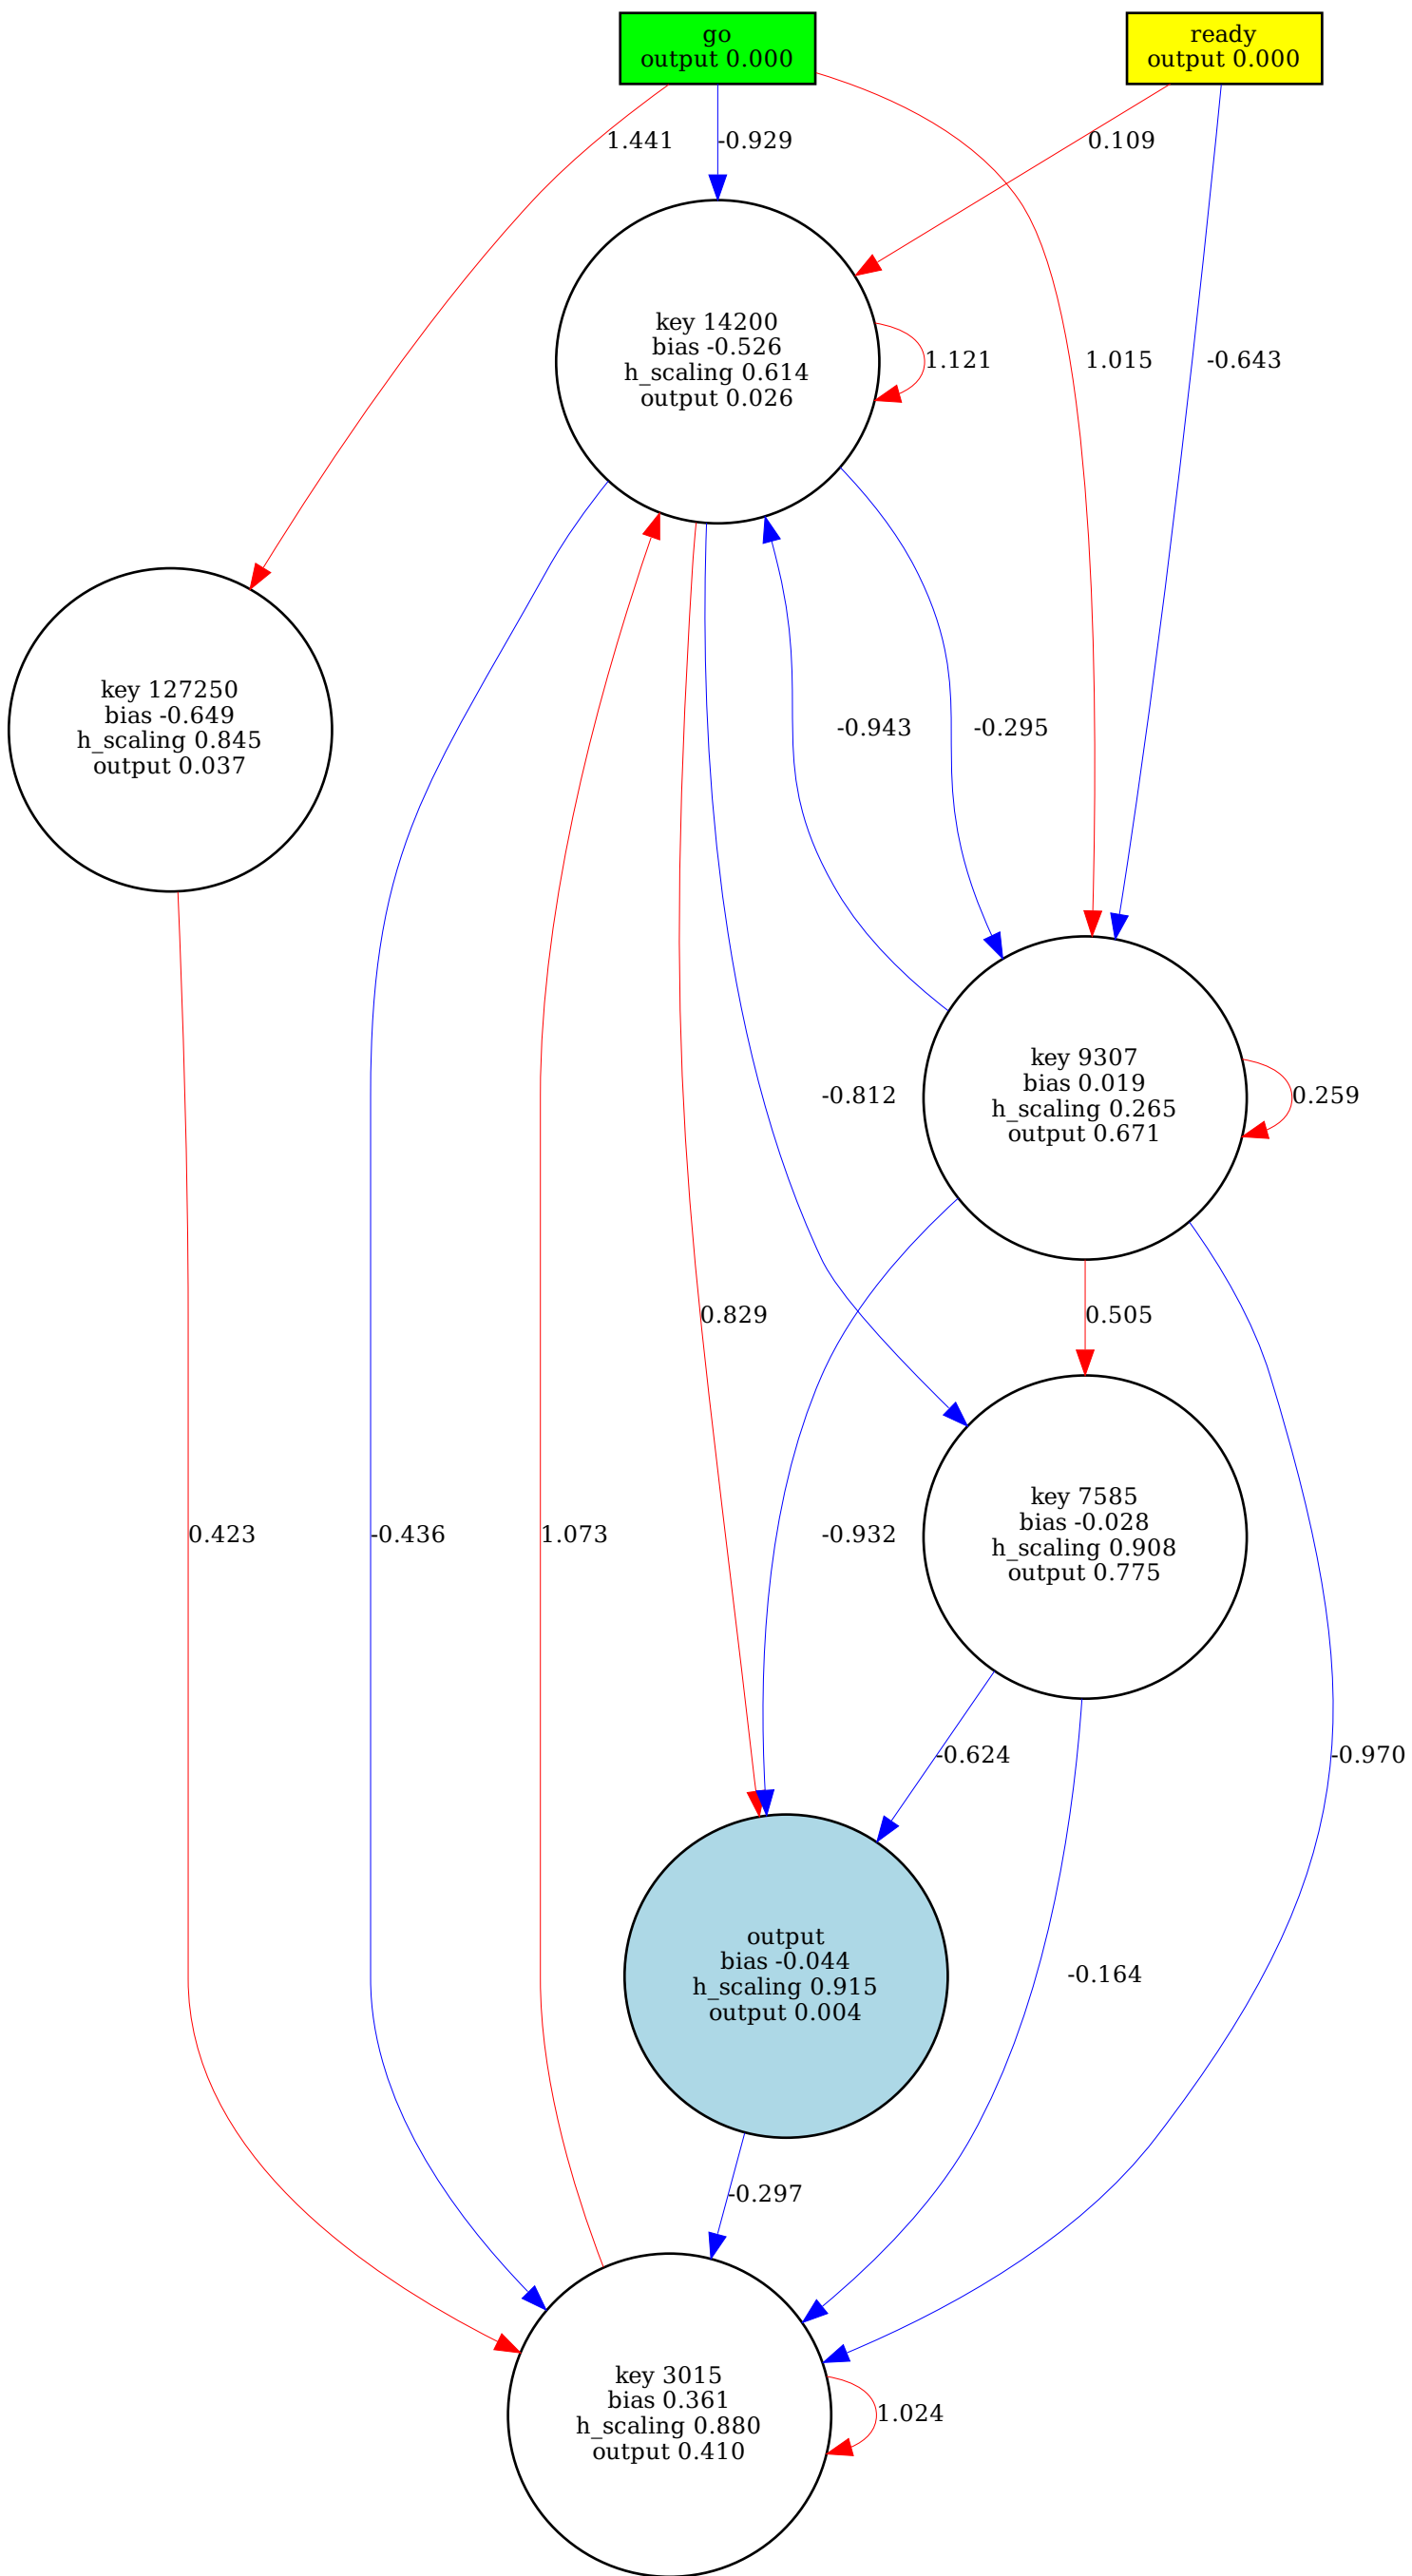 go
output 0.000
ready
output 0.000
1.441
-0.929
0.109
key 14200
bias -0.526
h_scaling 0.614
output 0.026
1.121
1.015
-0.643
key 127250
bias -0.649
h_scaling 0.845
output 0.037
-0.943
-0.295
key 9307
bias 0.019
h_scaling 0.265
output 0.671
-0.812
0.259
0.829
0.505
key 7585
bias -0.028
h_scaling 0.908
output 0.775
0.423
-0.436
1.073
-0.932
-0.624
-0.970
output
bias -0.044
h_scaling 0.915
output 0.004
-0.164
-0.297
key 3015
bias 0.361
h_scaling 0.880
output 0.410
1.024